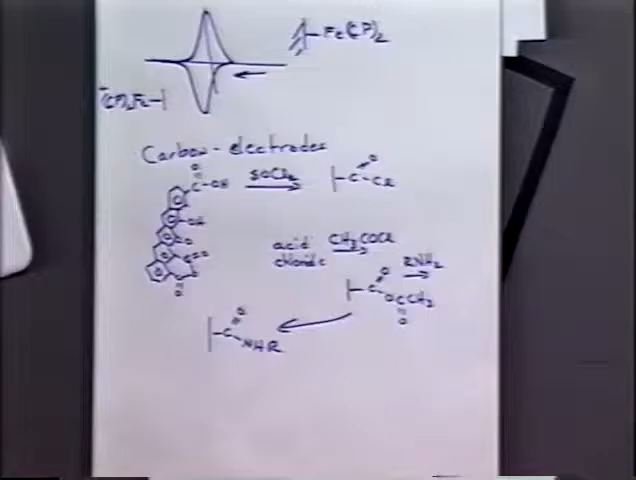 Fe(CP)2
(CP)2Fe
Carbon-electrodes
O
C-OH
SOCl2
O
C-Cl
OH
O
acid
chloride
CH3COCl
O
C
OCCH3
O
RNH2
O
C
NHR